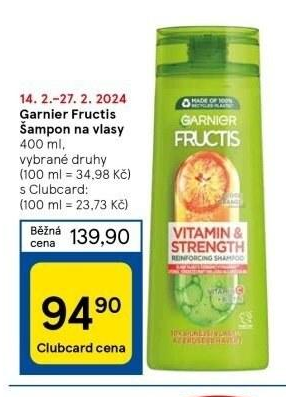 14. 2.–27. 2. 2024
Garnier Fructis
Šampon na vlasy
400 ml,
vybrané druhy
(100 ml = 34,98 Kč)
s Clubcard:
(100 ml = 23,73 Kč)
Běžná
cena
139,90
94⁹⁰
Clubcard cena
MADE OF 100%
RECYCLED PLASTIC
GARNIER
FRUCTIS
VITAMIN &
STRENGTH
REINFORCING SHAMPOO